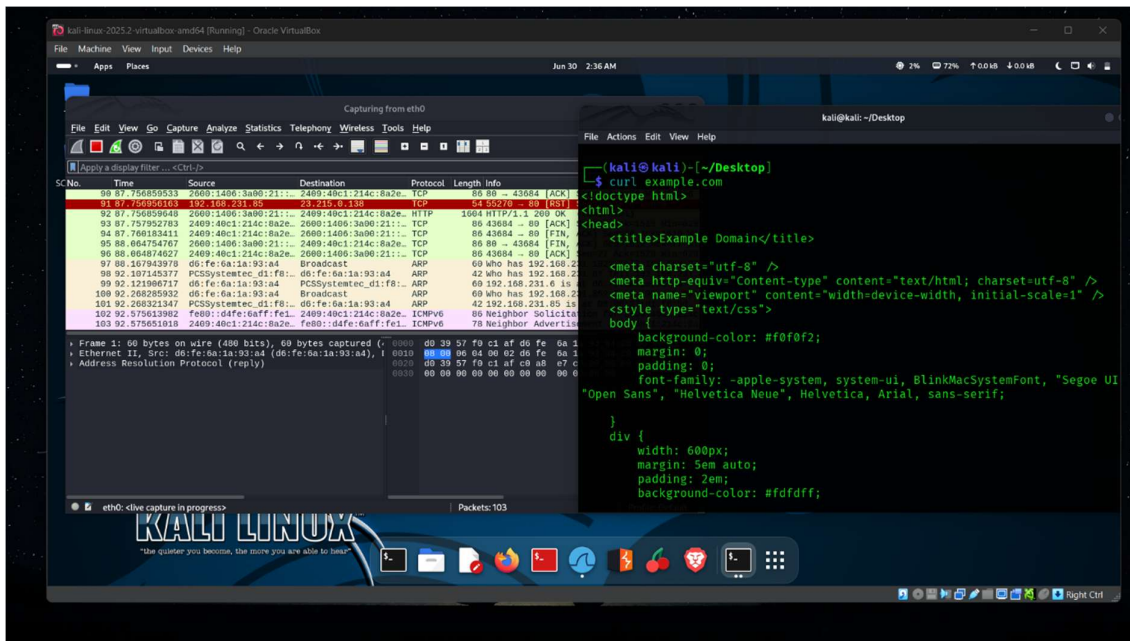 kali-linux-2025.2-virtualbox-amd64 [Running] - Oracle VirtualBox
File Machine View Input Devices Help
Apps Places Jun 30 2:36 AM 2% 72% ↑0.0 kB ↓0.0 kB
Capturing from eth0
File Edit View Go Capture Analyze Statistics Telephony Wireless Tools Help
Apply a display filter ... <Ctrl-/>
No. Time Source Destination Protocol Length Info
90 87.756859533 2600:1406:3a00:21::… 2409:40c1:214c:8a2e… TCP 86 80 → 43684 [ACK]
91 87.756956163 192.168.231.85 23.215.0.138 TCP 54 55270 → 80 [RST]
92 87.756859648 2600:1406:3a00:21::… 2409:40c1:214c:8a2e… HTTP 1604 HTTP/1.1 200 OK
93 87.757952783 2409:40c1:214c:8a2e… 2600:1406:3a00:21::… TCP 86 43684 → 80 [ACK]
94 87.760183411 2409:40c1:214c:8a2e… 2600:1406:3a00:21::… TCP 86 43684 → 80 [FIN,
95 88.064754767 2600:1406:3a00:21::… 2409:40c1:214c:8a2e… TCP 86 80 → 43684 [FIN,
96 88.064874627 2409:40c1:214c:8a2e… 2600:1406:3a00:21::… TCP 86 43684 → 80 [ACK]
97 88.167943978 d6:fe:6a:1a:93:a4 Broadcast ARP 60 Who has 192.168.2
98 92.107145377 PCSSystemtec_d1:f8:… d6:fe:6a:1a:93:a4 ARP 42 Who has 192.168.2
99 92.121906717 d6:fe:6a:1a:93:a4 PCSSystemtec_d1:f8:… ARP 60 192.168.231.6 is
100 92.268285932 d6:fe:6a:1a:93:a4 Broadcast ARP 60 Who has 192.168.2
101 92.268321347 PCSSystemtec_d1:f8:… d6:fe:6a:1a:93:a4 ARP 42 192.168.231.85 is
102 92.575613982 fe80::d4fe:6aff:fe1… 2409:40c1:214c:8a2e… ICMPv6 86 Neighbor Solicita
103 92.575651018 2409:40c1:214c:8a2e… fe80::d4fe:6aff:fe1… ICMPv6 78 Neighbor Advertis
Frame 1: 60 bytes on wire (480 bits), 60 bytes captured (
Ethernet II, Src: d6:fe:6a:1a:93:a4 (d6:fe:6a:1a:93:a4),
Address Resolution Protocol (reply)
0000 d0 39 57 f0 c1 af d6 fe 6a 1
0010 08 00 06 04 00 02 d6 fe 6a 1
0020 d0 39 57 f0 c1 af c0 a8 e7 c
0030 00 00 00 00 00 00 00 00 00 0
eth0: <live capture in progress> Packets: 103
kali@kali: ~/Desktop
File Actions Edit View Help
(kali㉿kali)-[~/Desktop]
$ curl example.com
<!doctype html>
<html>
<head>
<title>Example Domain</title>
<meta charset="utf-8" />
<meta http-equiv="Content-type" content="text/html; charset=utf-8" />
<meta name="viewport" content="width=device-width, initial-scale=1" />
<style type="text/css">
body {
background-color: #f0f0f2;
margin: 0;
padding: 0;
font-family: -apple-system, system-ui, BlinkMacSystemFont, "Segoe UI
"Open Sans", "Helvetica Neue", Helvetica, Arial, sans-serif;
}
div {
width: 600px;
margin: 5em auto;
padding: 2em;
background-color: #fdfdff;
KALI LINUX
"the quieter you become, the more you are able to hear"
Right Ctrl